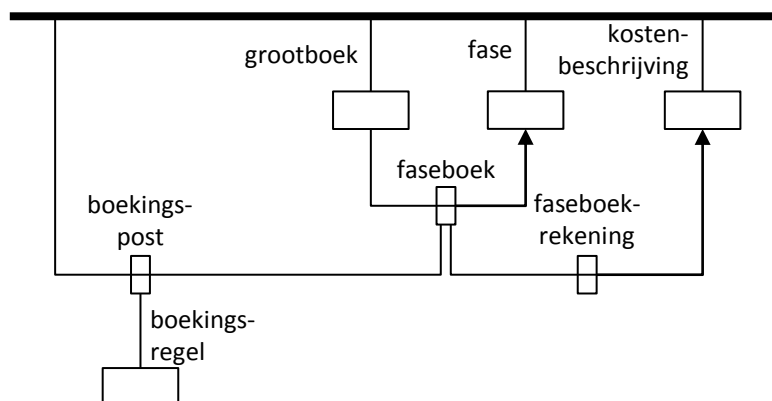 grootboek
fase
kosten-
beschrijving
faseboek
boekings-
post
faseboek-
rekening
boekings-
regel